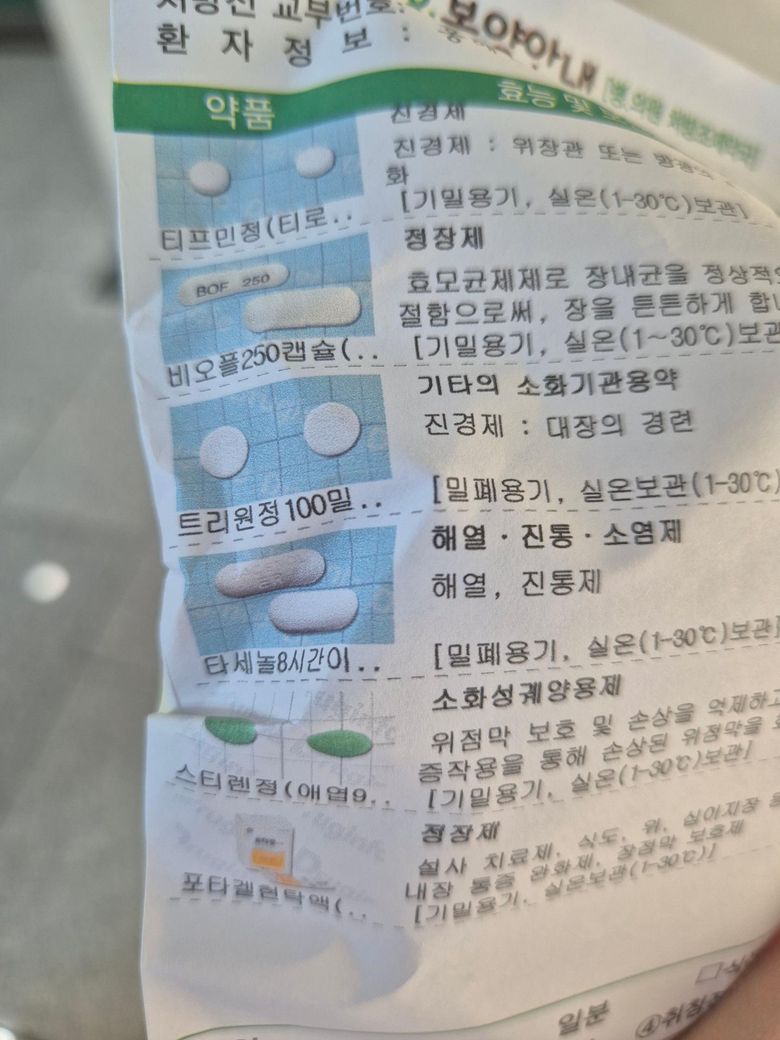 처방전 교부번호:
환 자 정 보 :
복약안내
약품
효능 및
진경제
진경제 : 위장관 또는
화
[기밀용기, 실온(1-30℃)보관]
티프민정(티로..
정장제
BOF 250
효모균제제로 장내균을 정상적
절함으로써, 장을 튼튼하게 합니
[기밀용기, 실온(1~30℃)보관
비오플250캡슐(..
기타의 소화기관용약
진경제 : 대장의 경련
[밀폐용기, 실온보관(1-30℃)
트리원정100밀..
해열·진통·소염제
해열, 진통제
[밀폐용기, 실온(1-30℃)보관]
타세놀8시간이..
소화성궤양용제
위점막 보호 및 손상을 억제하고
증작용을 통해 손상된 위점막을
[기밀용기, 실온(1-30℃)보관]
스티렌정(애엽9..
정장제
설사 치료제, 식도, 위, 십이지장
내장 통증 완화제, 장점막 보호제
[기밀용기, 실온보관(1-30℃)]
포타겔현탁액(..
일분